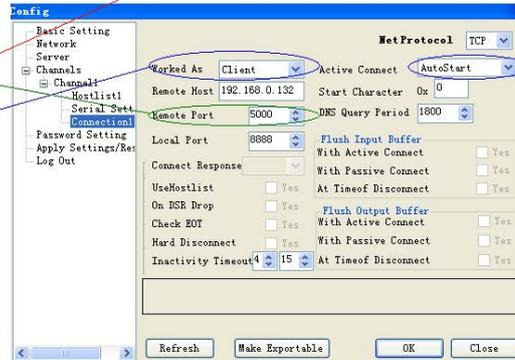 Config
Basic Setting
Network
Server
Channels
Channel1
Hostlist1
Serial Sett
Connection1
Password Setting
Apply Settings/Res
Log Out
Net Protocol TCP
Worked As Client Active Connect AutoStart
Remote Host 192.168.0.132 Start Character 0x 0
Remote Port 5000 DNS Query Period 1800
Local Port 8888 Flush Input Buffer
With Active Connect Yes
Connect Response With Passive Connect Yes
UseHostlist Yes At Timeof Disconnect Yes
On DSR Drop Yes Flush Output Buffer
Check EOT Yes With Active Connect Yes
Hard Disconnect Yes With Passive Connect Yes
Inactivity Timeout 4 15 At Timeof Disconnect Yes
Refresh Make Exportable OK Close